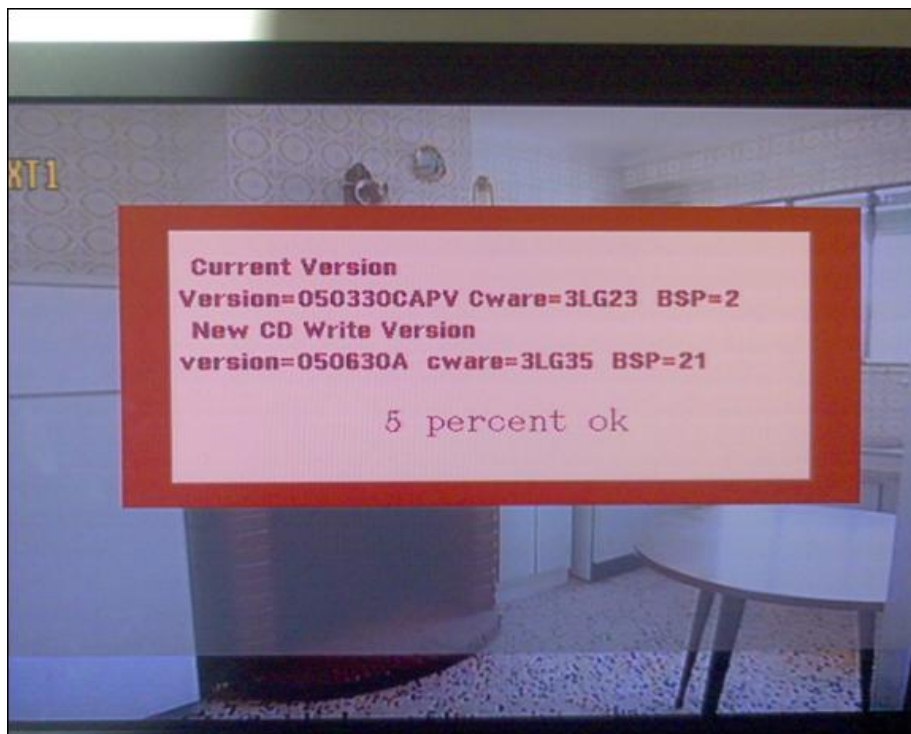 XT1
Current Version
Version=050330CAPV Cware=3LG23 BSP=2
New CD Write Version
version=050630A cware=3LG35 BSP=21
5 percent ok